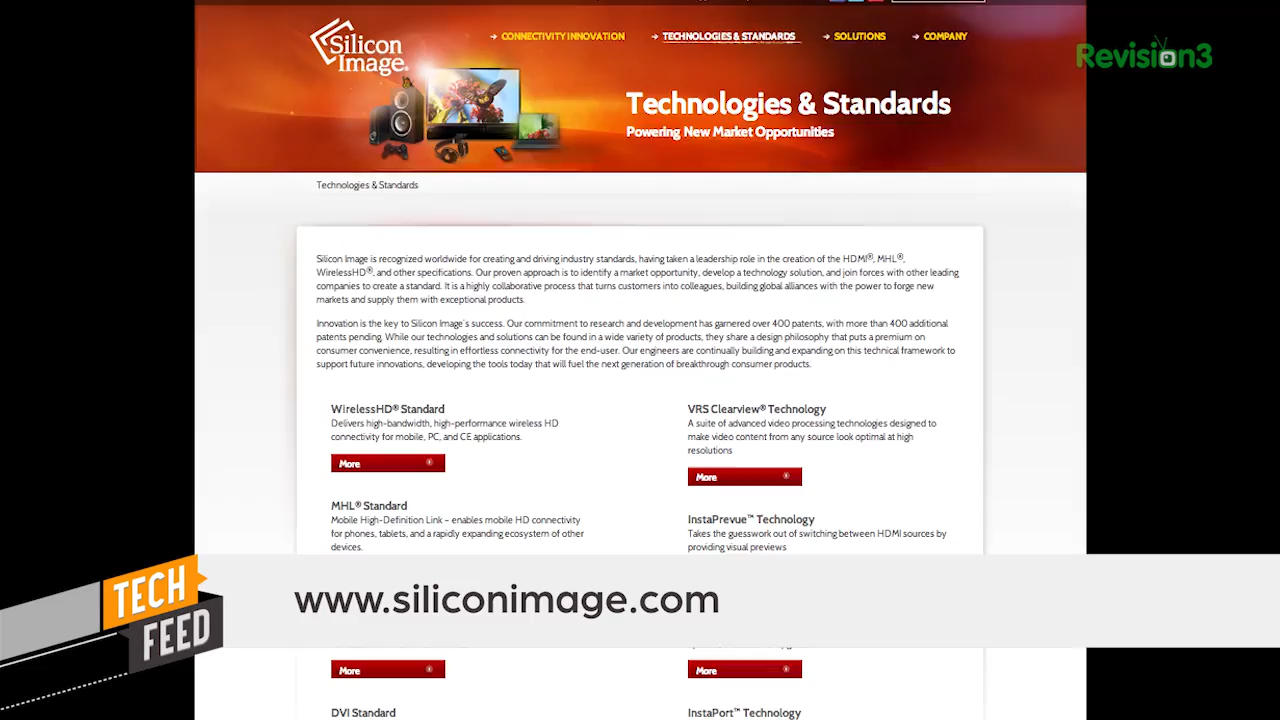 Silicon
Image®
CONNECTIVITY INNOVATION
TECHNOLOGIES & STANDARDS
SOLUTIONS
COMPANY
Revision3
Technologies & Standards
Powering New Market Opportunities
Technologies & Standards
Silicon Image is recognized worldwide for creating and driving industry standards, having taken a leadership role in the creation of the HDMI®, MHL®,
WirelessHD®, and other specifications. Our proven approach is to identify a market opportunity, develop a technology solution, and join forces with other leading
companies to create a standard. It is a highly collaborative process that turns customers into colleagues, building global alliances with the power to forge new
markets and supply them with exceptional products.
Innovation is the key to Silicon Image's success. Our commitment to research and development has garnered over 400 patents, with more than 400 additional
patents pending. While our technologies and solutions can be found in a wide variety of products, they share a design philosophy that puts a premium on
consumer convenience, resulting in effortless connectivity for the end-user. Our engineers are continually building and expanding on this technical framework to
support future innovations, developing the tools today that will fuel the next generation of breakthrough consumer products.
WirelessHD® Standard
Delivers high-bandwidth, high-performance wireless HD
connectivity for mobile, PC, and CE applications.
More
VRS Clearview® Technology
A suite of advanced video processing technologies designed to
make video content from any source look optimal at high
resolutions
More
MHL® Standard
Mobile High-Definition Link – enables mobile HD connectivity
for phones, tablets, and a rapidly expanding ecosystem of other
devices.
InstaPrevue™ Technology
Takes the guesswork out of switching between HDMI sources by
providing visual previews
TECH
FEED
www.siliconimage.com
More
More
DVI Standard
InstaPort™ Technology